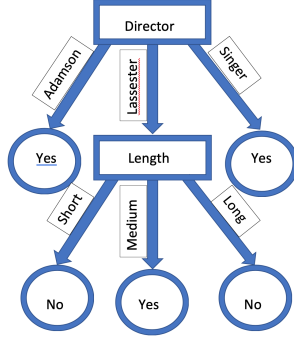 Director
Adamson
Lassester
Singer
Yes
Length
Yes
Short
Medium
Long
No
Yes
No